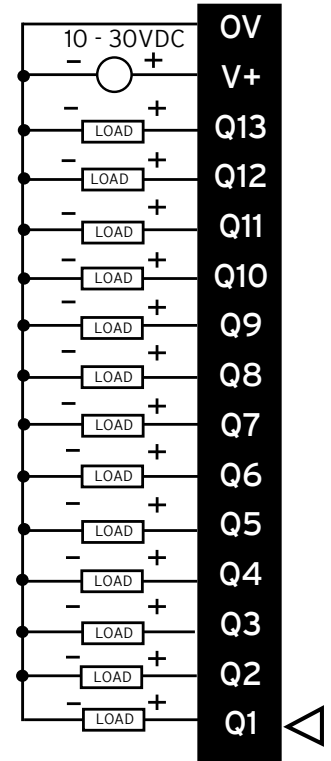 0V
10 - 30VDC
- + V+
- LOAD + Q13
- LOAD + Q12
- LOAD + Q11
- LOAD + Q10
- LOAD + Q9
- LOAD + Q8
- LOAD + Q7
- LOAD + Q6
- LOAD + Q5
- LOAD + Q4
- LOAD + Q3
- LOAD + Q2
- LOAD + Q1